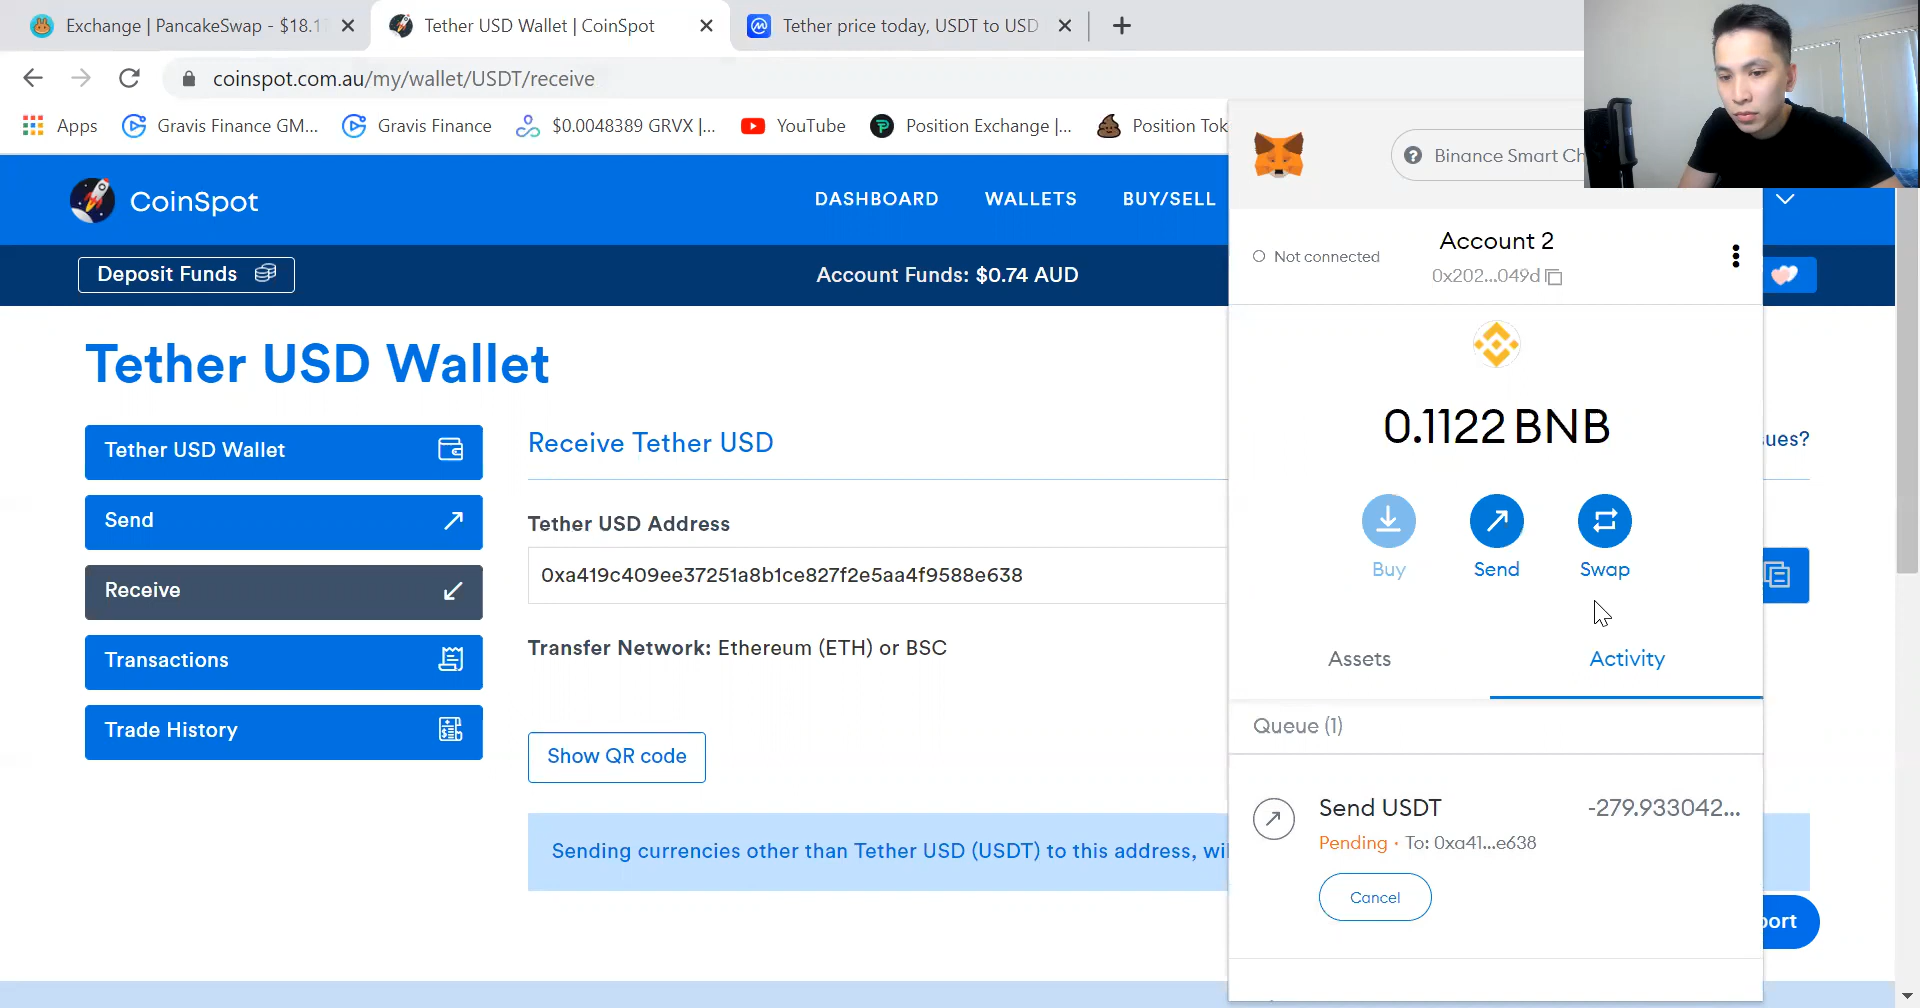 Exchange | PancakeSwap - $18.1
Tether USD Wallet | CoinSpot
Tether price today, USDT to USD
coinspot.com.au/my/wallet/USDT/receive
Apps
Gravis Finance GM...
Gravis Finance
$0.0048389 GRVX |...
YouTube
Position Exchange |...
Position Tok
CoinSpot
DASHBOARD
WALLETS
BUY/SELL
Deposit Funds
Account Funds: $0.74 AUD
Tether USD Wallet
Tether USD Wallet
Send
Receive
Transactions
Trade History
Receive Tether USD
sues?
Tether USD Address
0xa419c409ee37251a8b1ce827f2e5aa4f9588e638
Transfer Network: Ethereum (ETH) or BSC
Show QR code
Sending currencies other than Tether USD (USDT) to this address, wi
port
Binance Smart Ch
Account 2
Not connected
0x202...049d
0.1122 BNB
Buy
Send
Swap
Assets
Activity
Queue (1)
Send USDT
-279.933042...
Pending · To: 0xa41...e638
Cancel